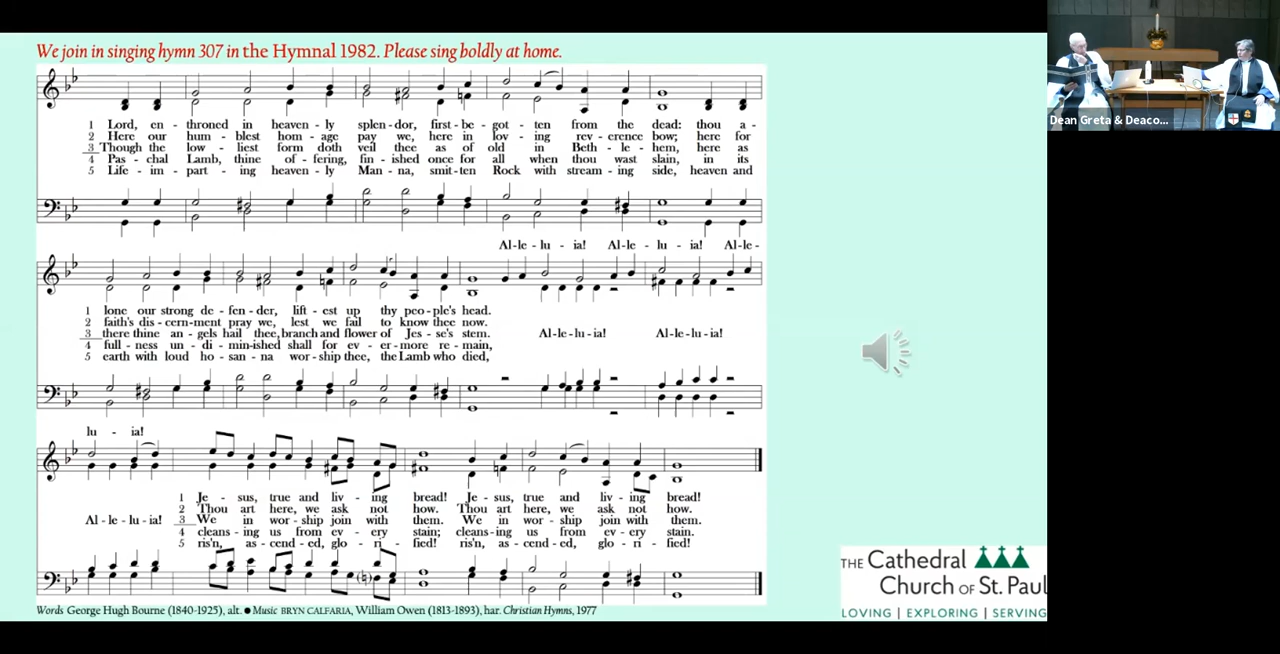 We join in singing hymn 307 in the Hymnal 1982. Please sing boldly at home.
1 Lord, en - throned in heaven - ly splen - dor, first - be - got - ten from the dead: thou a -
2 Here our hum - blest hom - age pay we, here in lov - ing rev - erence bow; here for
3 Though the low - liest form doth veil thee as of old in Beth - le - hem, here as
4 Pas - chal Lamb, thine of - fering, fin - ished once for all when thou wast slain, in its
5 Life - im - part - ing heaven - ly Man - na, smit - ten Rock with stream - ing side, heaven and
Al - le - lu - ia! Al - le - lu - ia! Al - le -
1 lone our strong de - fen - der, lift - est up thy peo - ple's head.
2 faith's dis - cern - ment pray we, lest we fail to know thee now.
3 there thine an - gels hail thee, branch and flower of Jes - se's stem. Al - le - lu - ia! Al - le - lu - ia!
4 full - ness un - di - min - ished shall for ev - er - more re - main,
5 earth with loud ho - san - na wor - ship thee, the Lamb who died,
lu - ia!
1 Je - sus, true and liv - ing bread! Je - sus, true and liv - ing bread!
2 Thou art here, we ask not how. Thou art here, we ask not how.
Al - le - lu - ia! 3 We in wor - ship join with them. We in wor - ship join with them.
4 cleans - ing us from ev - ery stain; cleans - ing us from ev - ery stain.
5 ris'n, as - cend - ed, glo - ri - fied! ris'n, as - cend - ed, glo - ri - fied!
Words George Hugh Bourne (1840-1925), alt. ● Music BRYN CALFARIA, William Owen (1813-1893), har. Christian Hymns, 1977
THE Cathedral
Church OF St. Paul
LOVING | EXPLORING | SERVING
Dean Greta & Deaco...